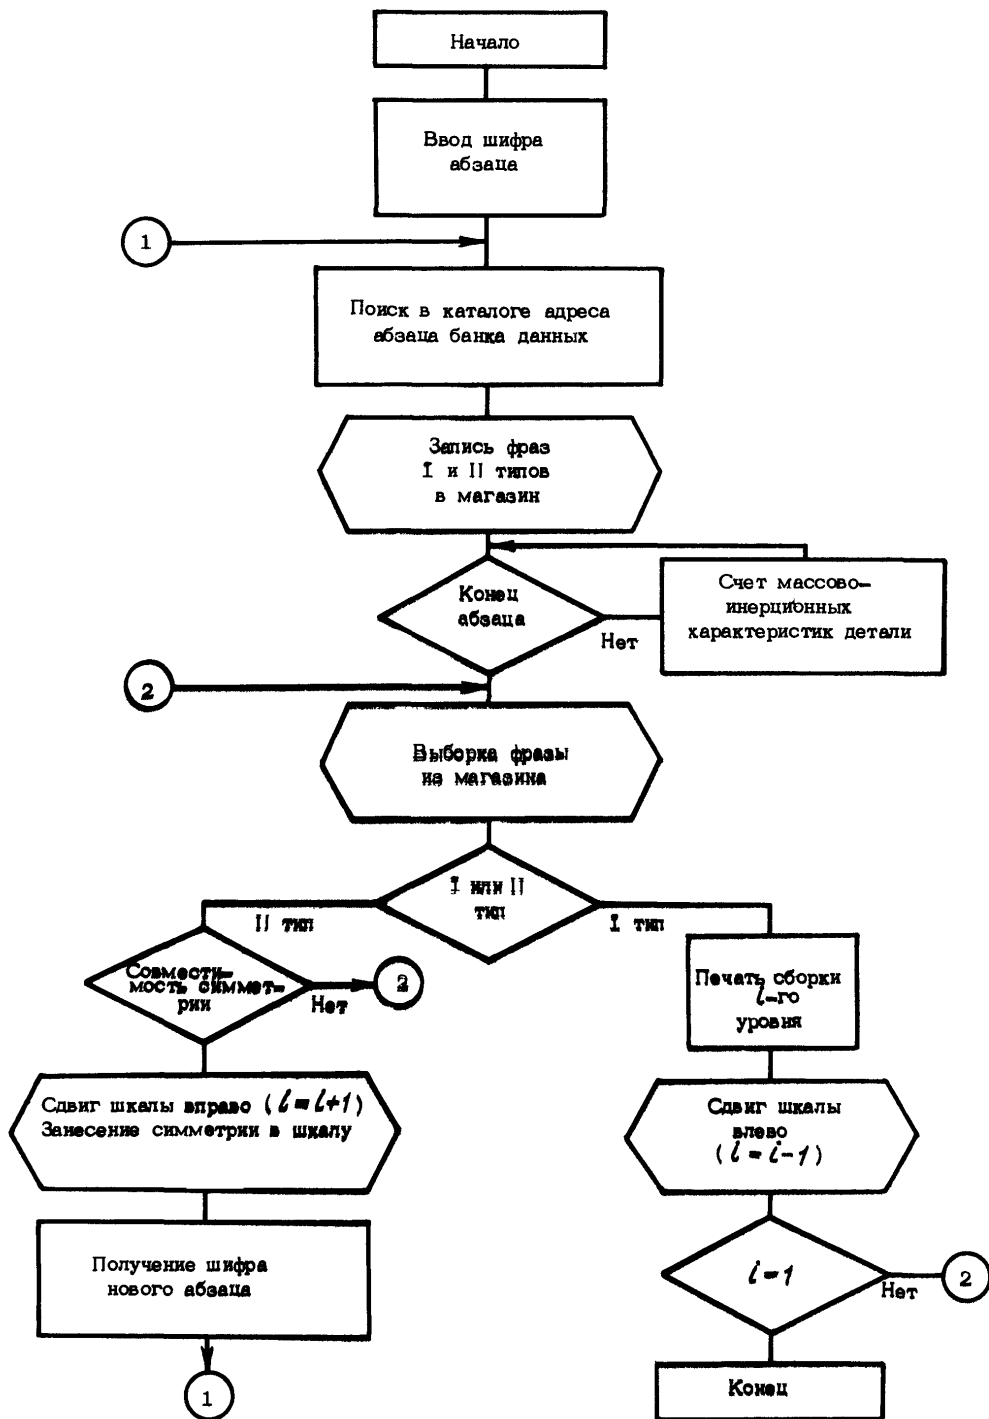 Начало
Ввод шифра
абзаца
1
Поиск в каталоге адреса
абзаца банка данных
Запись фраз
I и II типов
в магазин
Конец
абзаца
Нет
Счет массово-
инерционных
характеристик детали
2
Выборка фразы
из магазина
I или II
тип
II тип
I тип
Совмести-
мость симмет-
рии
Нет
2
Печать сборки
i-го
уровня
Сдвиг шкалы вправо (i=i+1)
Занесение симметрии в шкалу
Сдвиг шкалы
влево
(i=i-1)
Получение шифра
нового абзаца
i=1
Нет
2
1
Конец